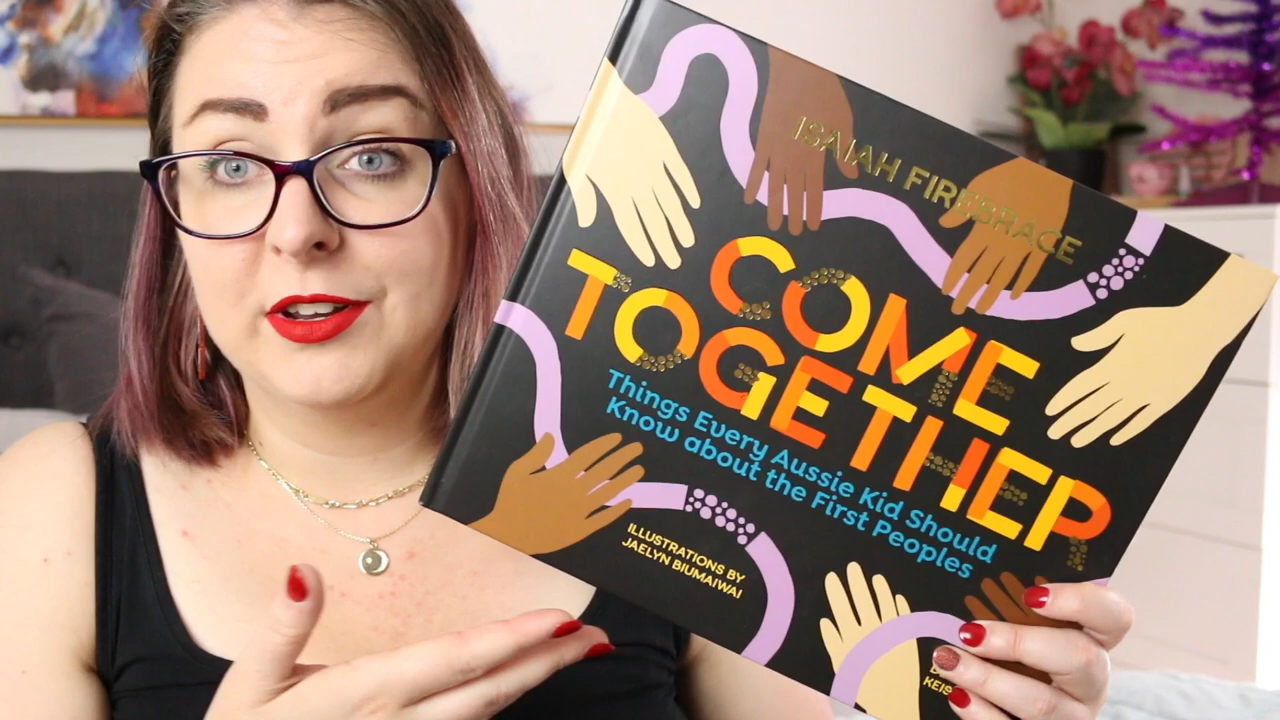 ISAIAH FIREBRACE
COME
TOGETHER
Things Every Aussie Kid Should
Know about the First Peoples
ILLUSTRATIONS BY
JAELYN BIUMAIWAI